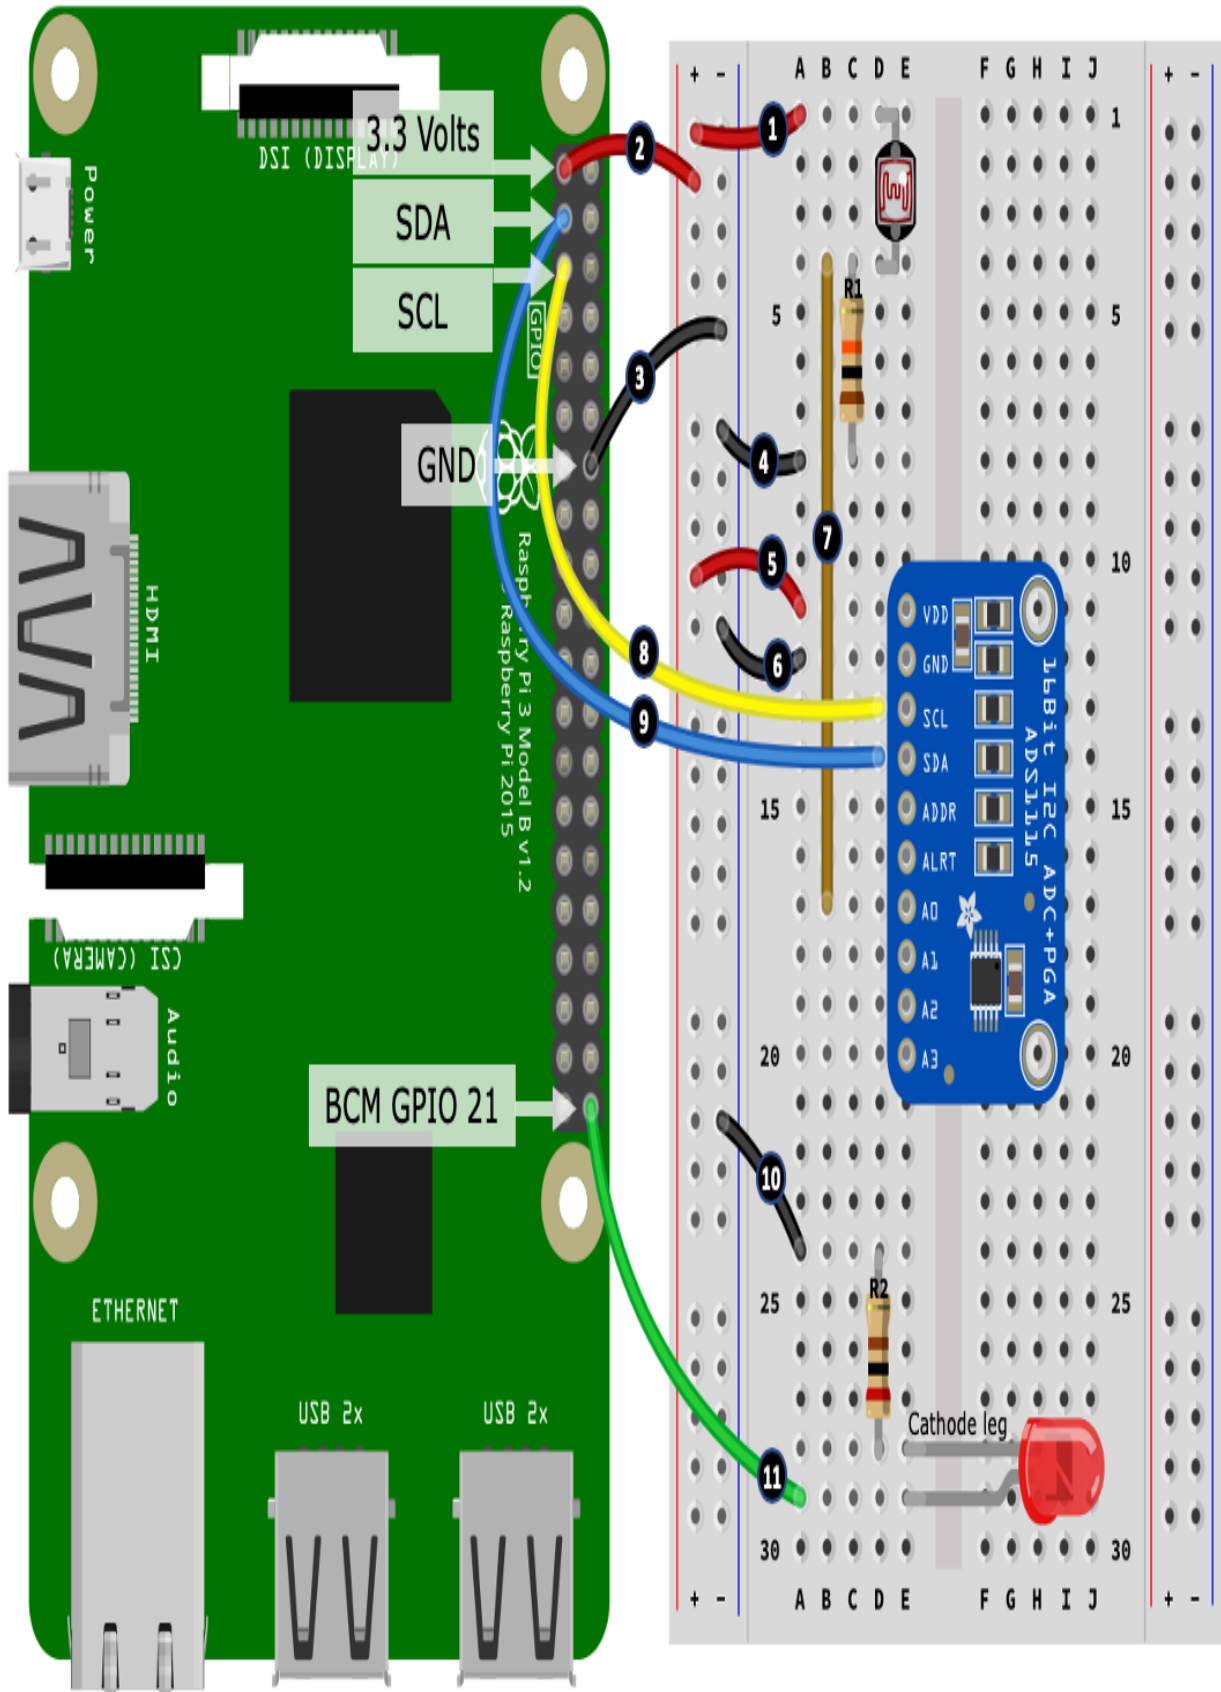 3.3 Volts
DSI (DISPLAY)
SDA
SCL
GPIO
GND
Power
HDMI
Raspberry Pi 3 Model B v1.2
Raspberry Pi 2015
CSI (CAMERA)
Audio
BCM GPIO 21
ETHERNET
USB 2x
USB 2x
+ -
A B C D E
F G H I J
+ -
1
2
1
3
4
5
6
7
8
9
10
11
R1
5
5
10
15
15
20
20
25
25
30
30
VDD
GND
SCL
SDA
ADDR
ALRT
A0
A1
A2
A3
16Bit I2C ADC+PGA
ADS1115
R2
Cathode leg
+ -
A B C D E
F G H I J
+ -